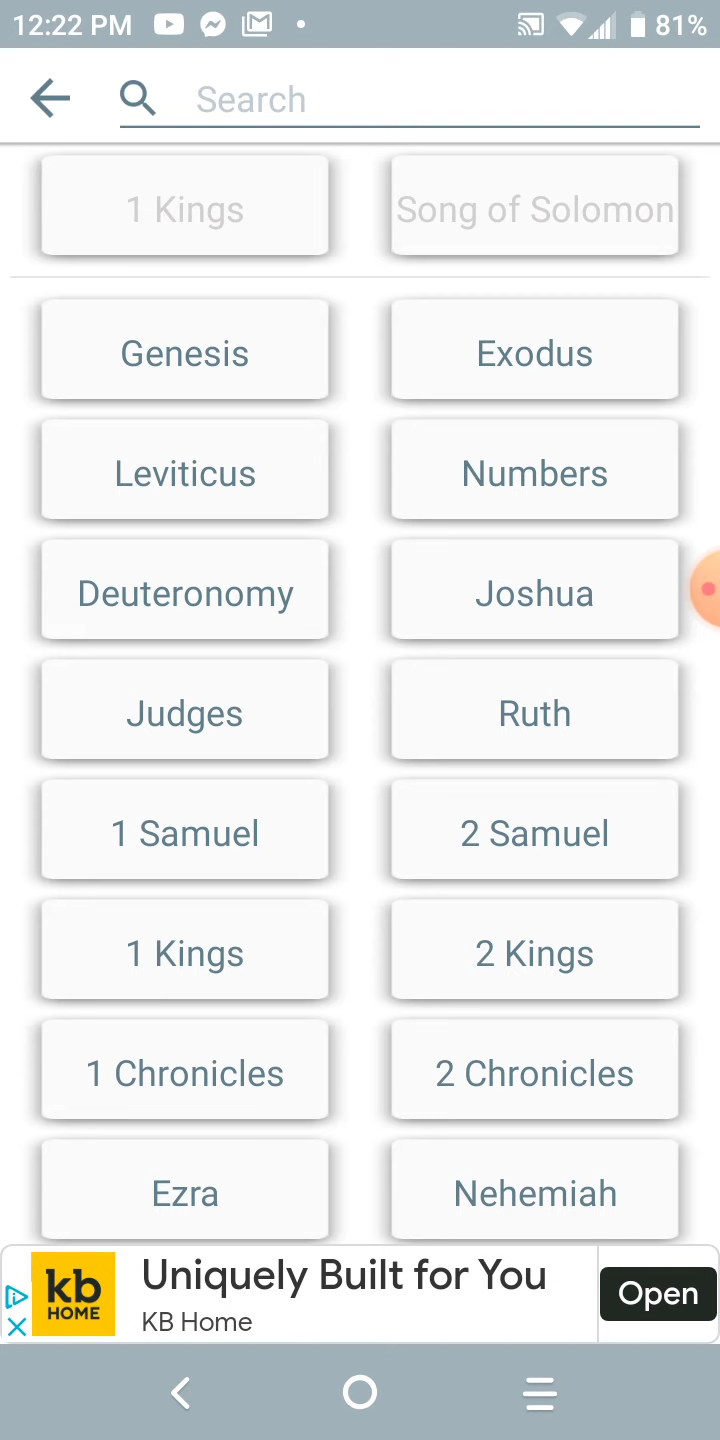 12:22 PM 81%
Search
1 Kings Song of Solomon
Genesis Exodus
Leviticus Numbers
Deuteronomy Joshua
Judges Ruth
1 Samuel 2 Samuel
1 Kings 2 Kings
1 Chronicles 2 Chronicles
Ezra Nehemiah
kb HOME Uniquely Built for You Open
KB Home